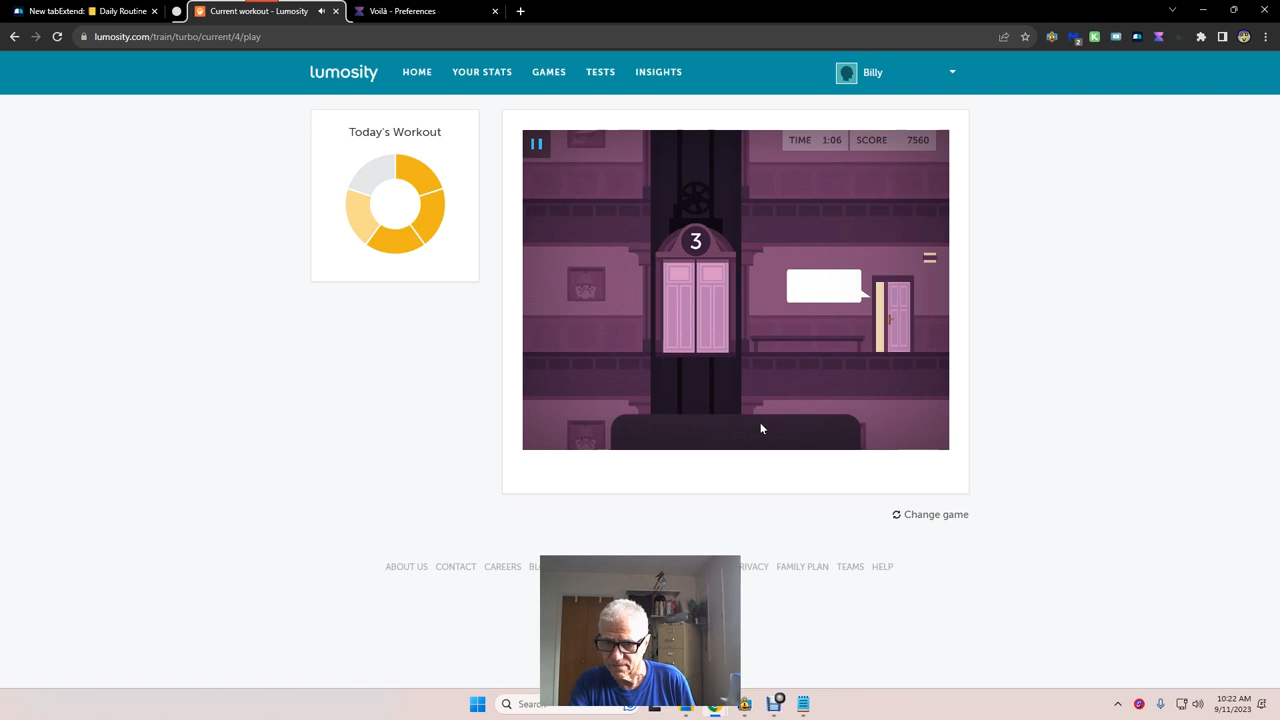 New tabExtend: Daily Routine
Current workout - Lumosity
Voilà - Preferences
lumosity.com/train/turbo/current/4/play
2
lumosity
HOME
YOUR STATS
GAMES
TESTS
INSIGHTS
Billy
Today's Workout
TIME 1:06
SCORE 7560
3
Change game
ABOUT US
CONTACT
CAREERS
FAMILY PLAN
TEAMS
HELP
10:22 AM
9/11/2023